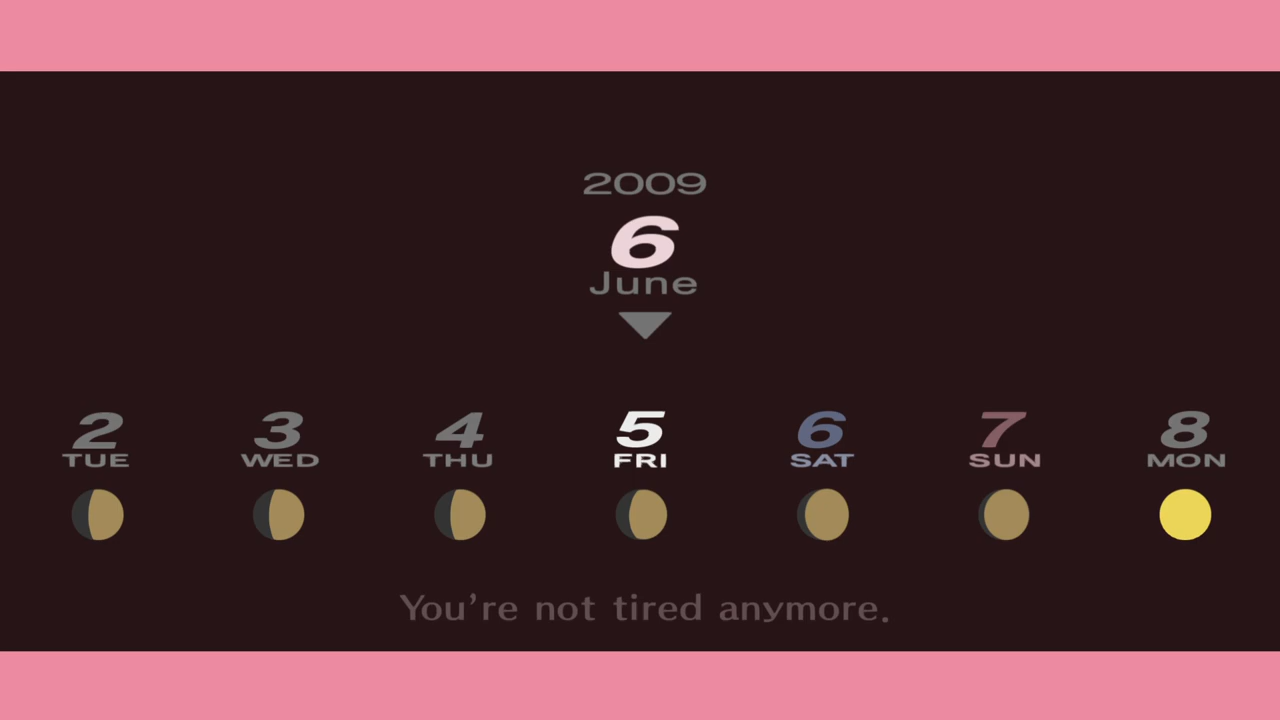 2009
6
June
2 3 4 5 6 7 8
TUE WED THU FRI SAT SUN MON
You're not tired anymore.